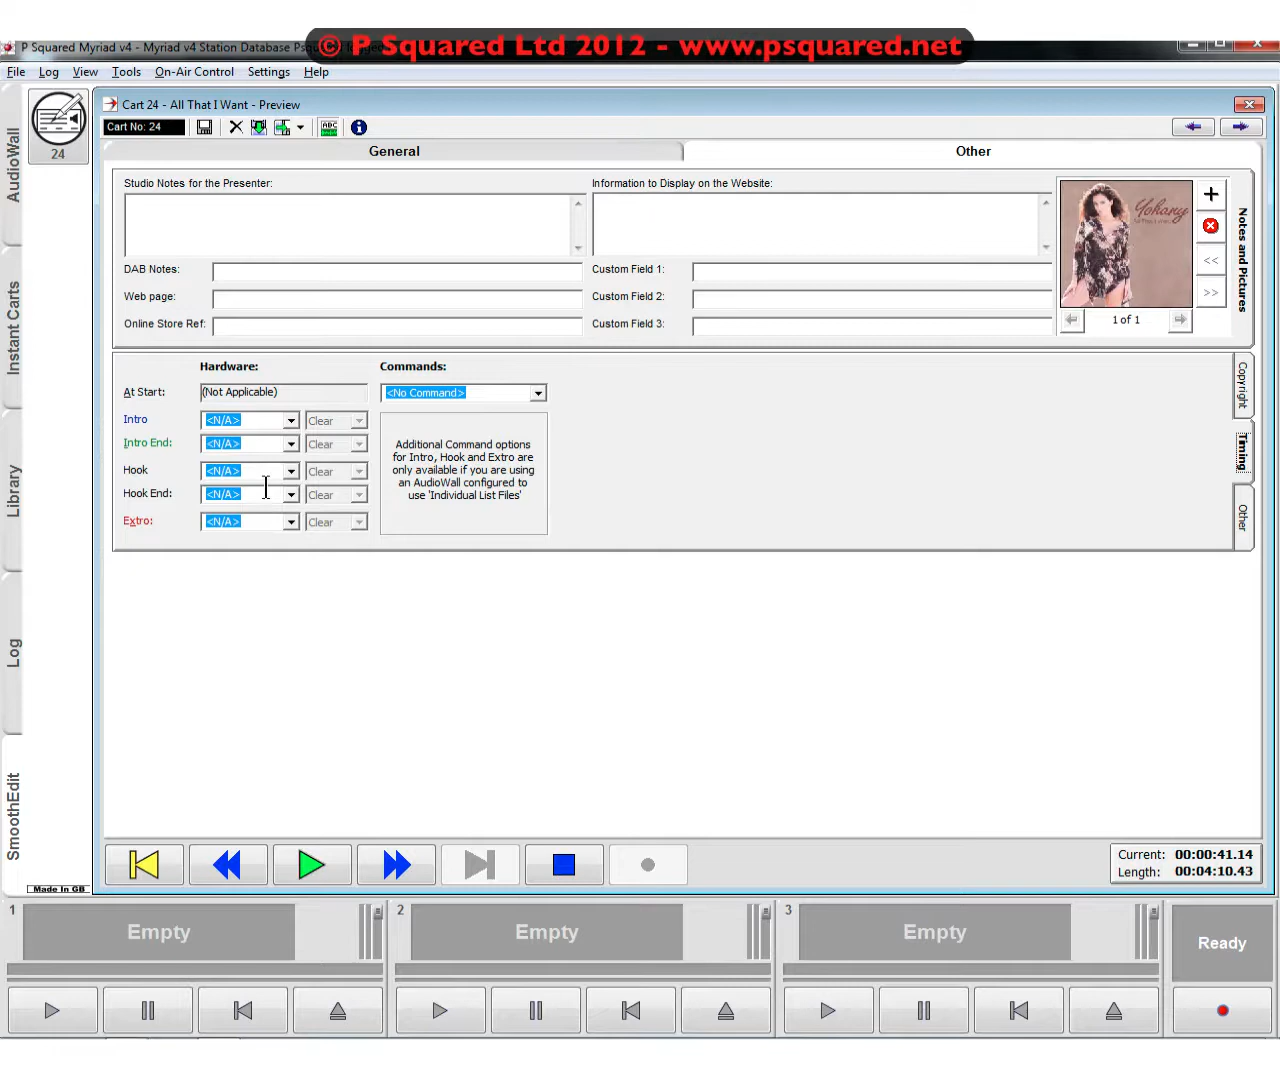 P Squared Myriad v4 - Myriad v4 Station Database Psqu
© P Squared Ltd 2012 - www.psquared.net
File Log View Tools On-Air Control Settings Help
Cart 24 - All That I Want - Preview
Cart No: 24
24
General Other
Studio Notes for the Presenter: Information to Display on the Website:
DAB Notes: Custom Field 1:
Web page: Custom Field 2:
Online Store Ref: Custom Field 3:
Yohany
<< 
>>
1 of 1
Notes and Pictures
Hardware: Commands:
At Start: (Not Applicable) <No Command>
Intro <N/A> Clear
Intro End: <N/A> Clear
Hook <N/A> Clear
Hook End: <N/A> Clear
Extro: <N/A> Clear
Additional Command options
for Intro, Hook and Extro are
only available if you are using
an AudioWall configured to
use 'Individual List Files'
Copyright
Timing
Other
AudioWall
Instant Carts
Library
Log
SmoothEdit
Made In GB
Current: 00:00:41.14
Length: 00:04:10.43
1 Empty 2 Empty 3 Empty
Ready